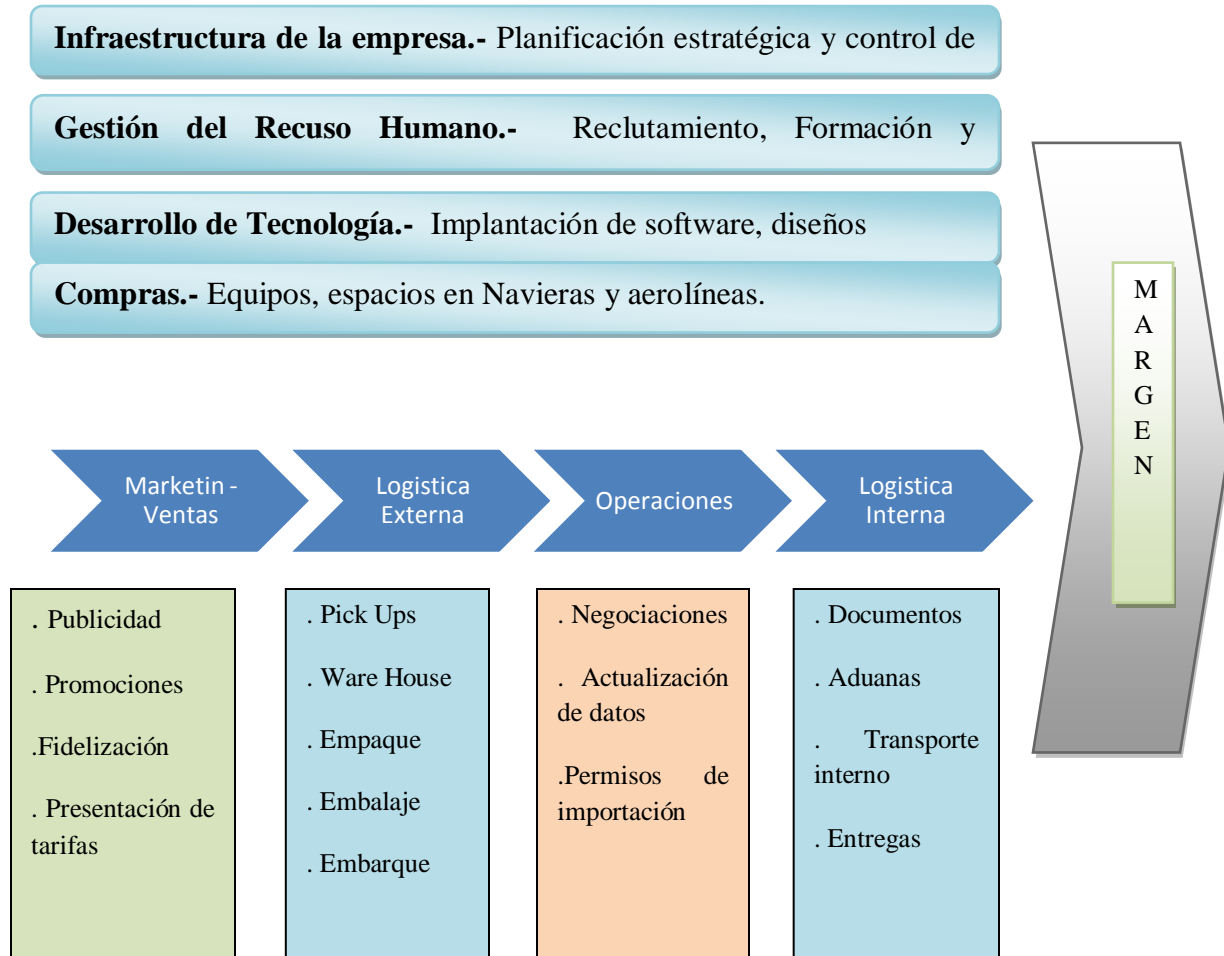 Infraestructura de la empresa.- Planificación estratégica y control de
Gestión del Recuso Humano.- Reclutamiento, Formación y
Desarrollo de Tecnología.- Implantación de software, diseños
Compras.- Equipos, espacios en Navieras y aerolíneas.
M
A
R
G
E
N
Marketin -
Ventas
Logistica
Externa
Operaciones
Logistica
Interna
. Publicidad
. Promociones
.Fidelización
. Presentación de
tarifas
. Pick Ups
. Ware House
. Empaque
. Embalaje
. Embarque
. Negociaciones
. Actualización
de datos
.Permisos de
importación
. Documentos
. Aduanas
. Transporte
interno
. Entregas